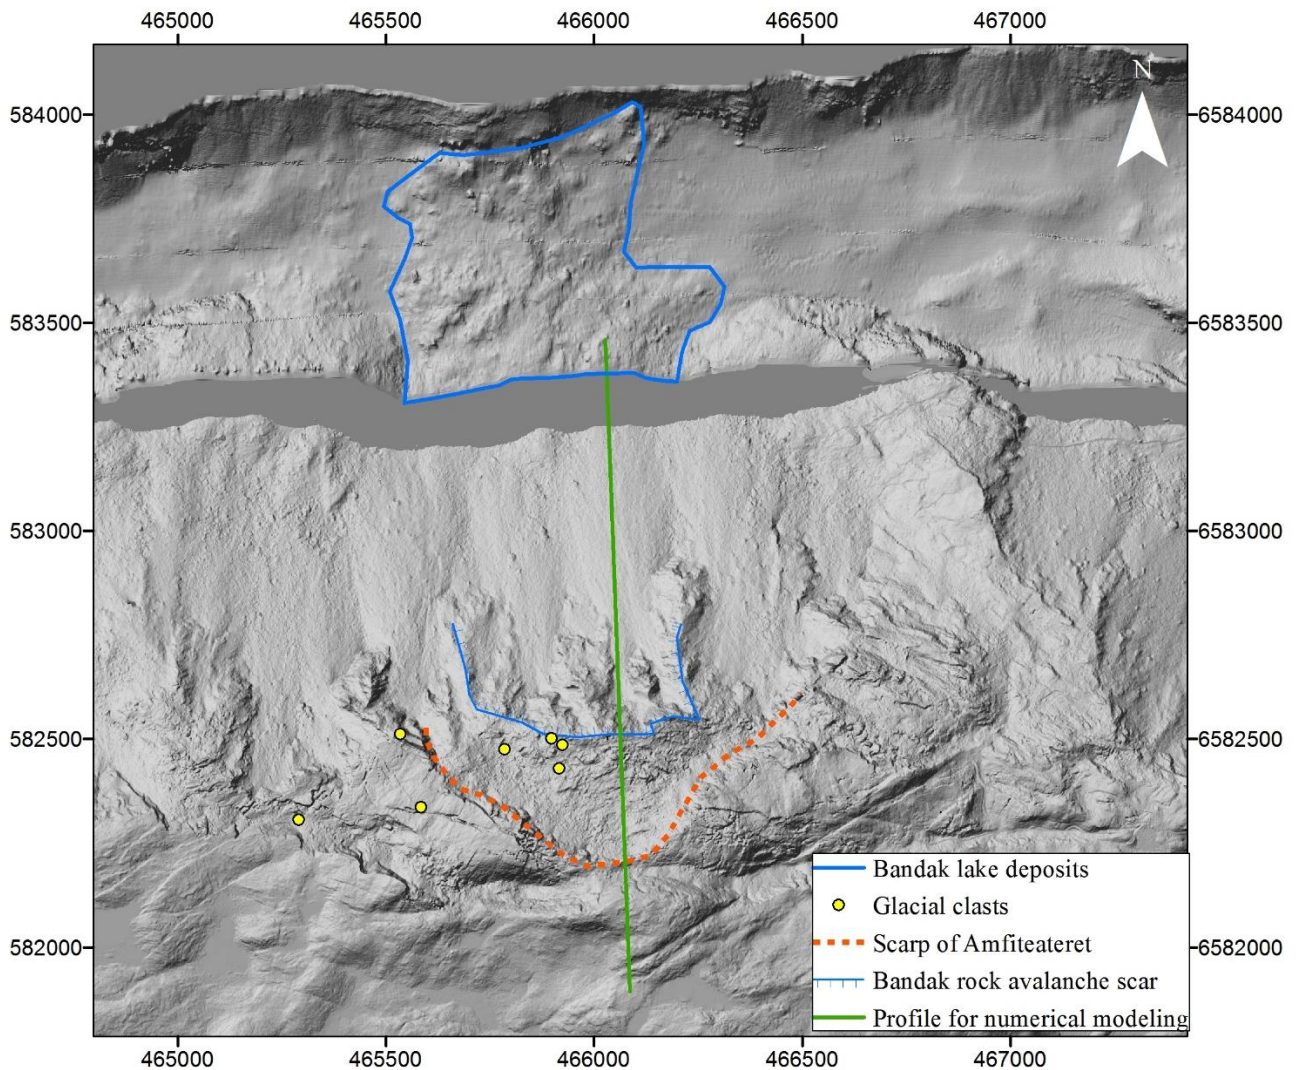 465000 465500 466000 466500 467000
N
584000 6584000
583500 6583500
583000 6583000
582500 6582500
582000 6582000
Bandak lake deposits
Glacial clasts
Scarp of Amfiteateret
Bandak rock avalanche scar
Profile for numerical modeling
465000 465500 466000 466500 467000